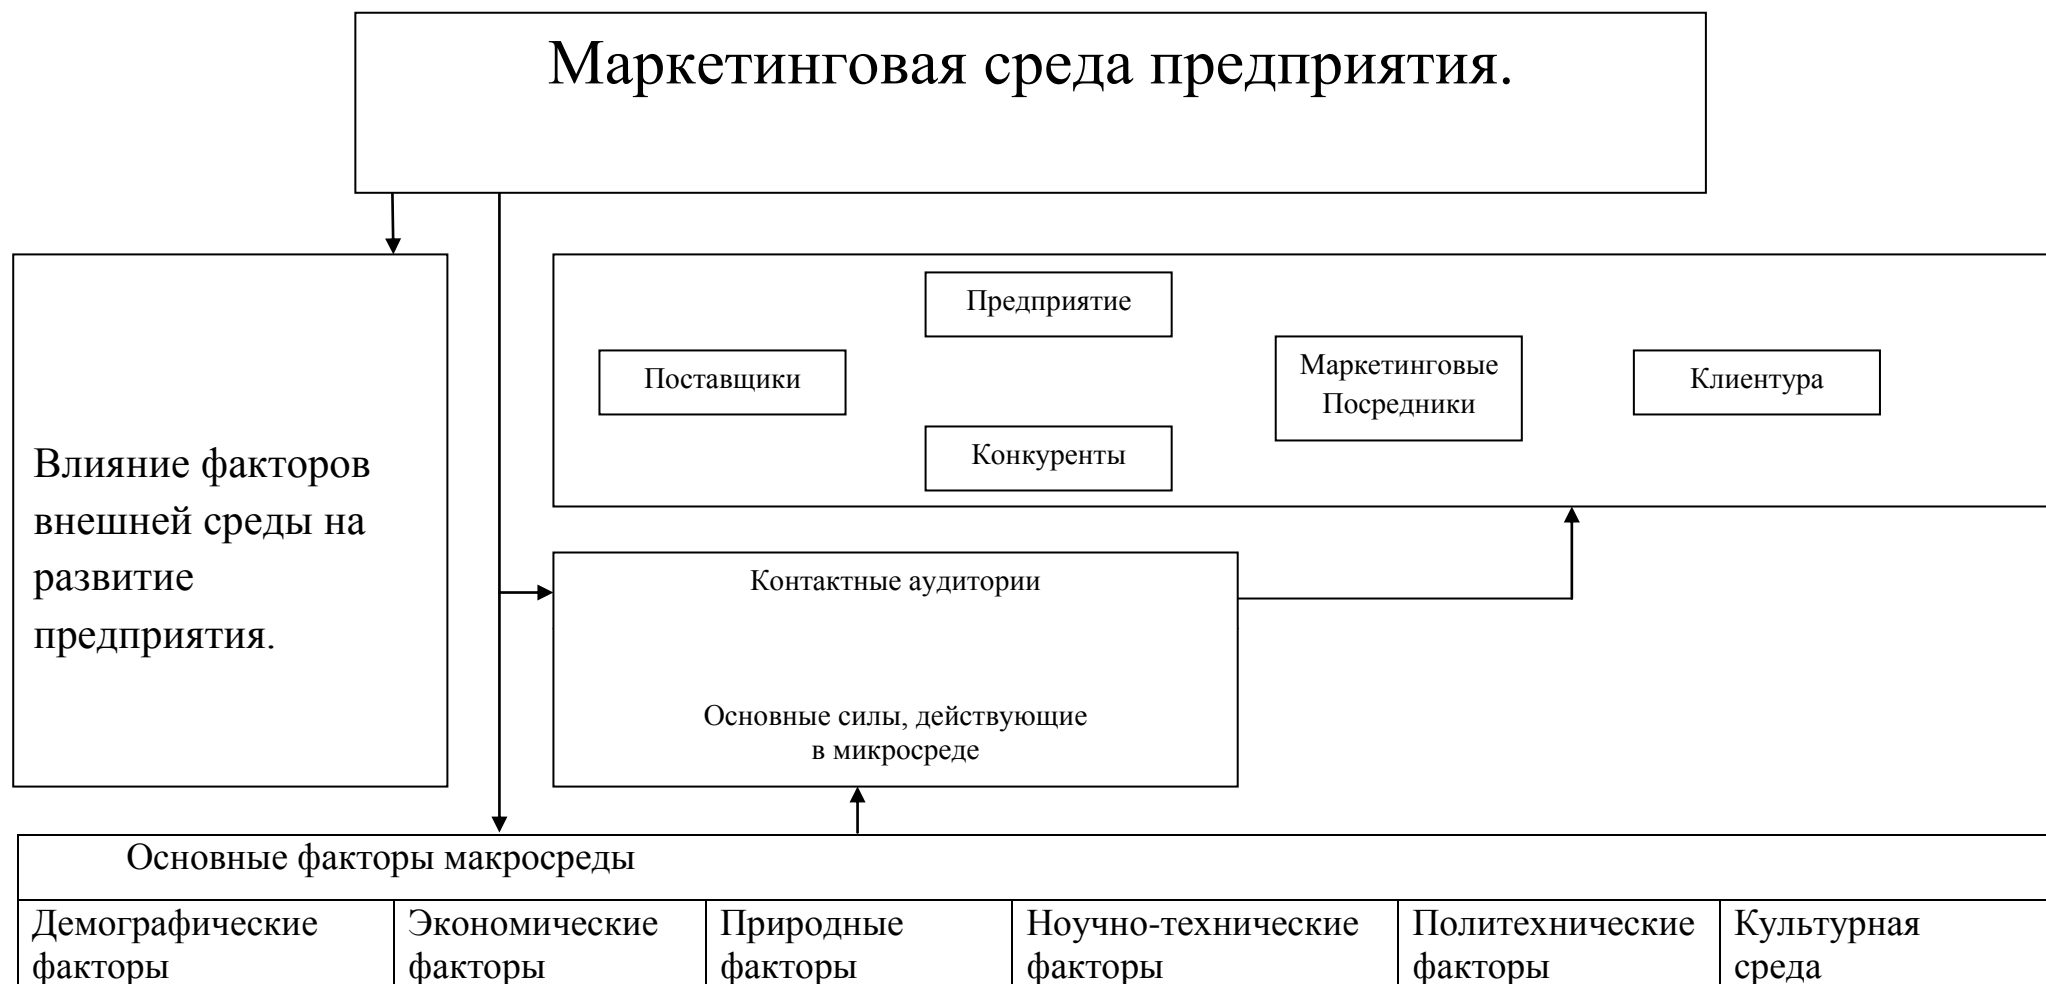 Маркетинговая среда предприятия.
Предприятие
Поставщики
Маркетинговые
Посредники
Клиентура
Конкуренты
Влияние факторов
внешней среды на
развитие
предприятия.
Контактные аудитории
Основные силы, действующие
в микросреде
Основные факторы макросреды
Демографические
факторы
Экономические
факторы
Природные
факторы
Ноучно-технические
факторы
Политехнические
факторы
Культурная
среда